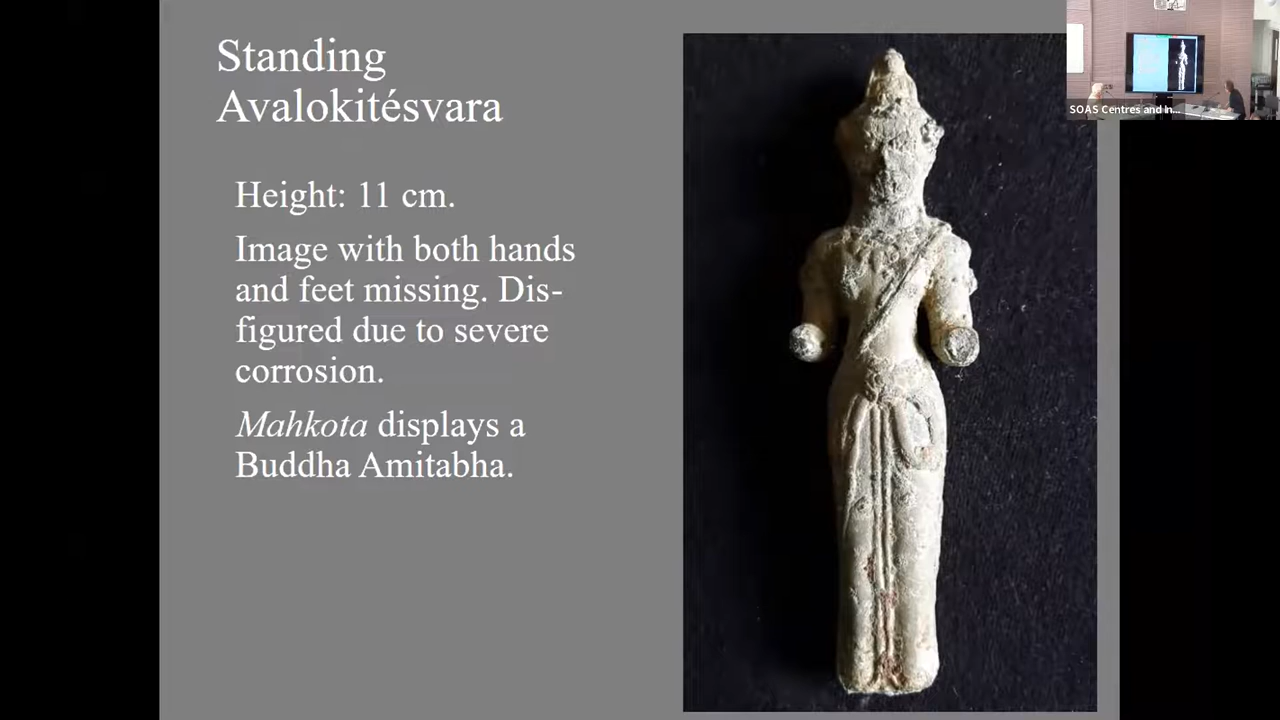 Standing
Avalokitésvara
Height: 11 cm.
Image with both hands
and feet missing. Dis-
figured due to severe
corrosion.
Mahkota displays a
Buddha Amitabha.
SOAS Centres and In...